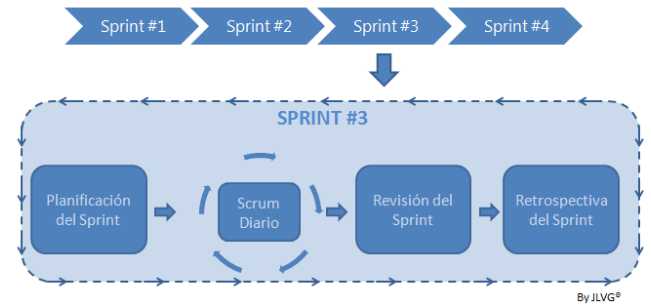 Sprint #1
Sprint #2
Sprint #3
Sprint #4
SPRINT #3
Planificación
del Sprint
Scrum
Diario
Revisión del
Sprint
Retrospectiva
del Sprint
By JLVG®